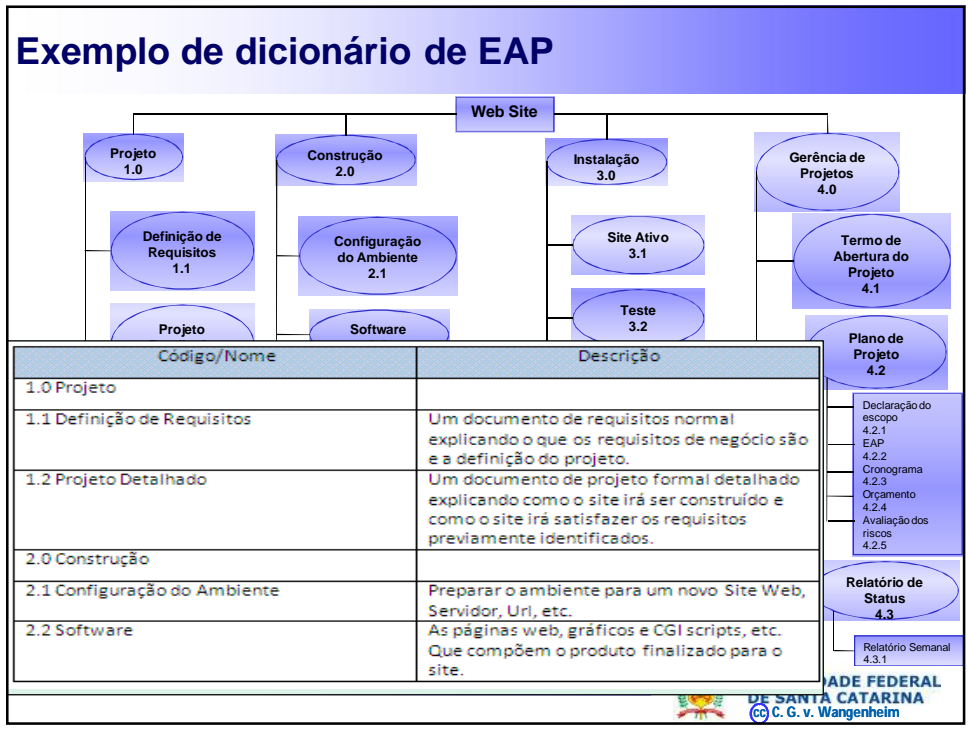 Exemplo de dicionário de EAP
Web Site
Projeto
1.0
Construção
2.0
Instalação
3.0
Gerência de
Projetos
4.0
Definição de
Requisitos
1.1
Configuração
do Ambiente
2.1
Site Ativo
3.1
Termo de
Abertura do
Projeto
4.1
Projeto
Software
Teste
3.2
Plano de
Projeto
4.2
Declaração do
escopo
4.2.1
EAP
4.2.2
Cronograma
4.2.3
Orçamento
4.2.4
Avaliação dos
riscos
4.2.5
Relatório de
Status
4.3
Relatório Semanal
4.3.1
Código/Nome
Descrição
1.0 Projeto
1.1 Definição de Requisitos
Um documento de requisitos normal
explicando o que os requisitos de negócio são
e a definição do projeto.
1.2 Projeto Detalhado
Um documento de projeto formal detalhado
explicando como o site irá ser construído e
como o site irá satisfazer os requisitos
previamente identificados.
2.0 Construção
2.1 Configuração do Ambiente
Preparar o ambiente para um novo Site Web,
Servidor, Url, etc.
2.2 Software
As páginas web, gráficos e CGI scripts, etc.
Que compõem o produto finalizado para o
site.
ADE FEDERAL
DE SANTA CATARINA
cc C. G. v. Wangenheim